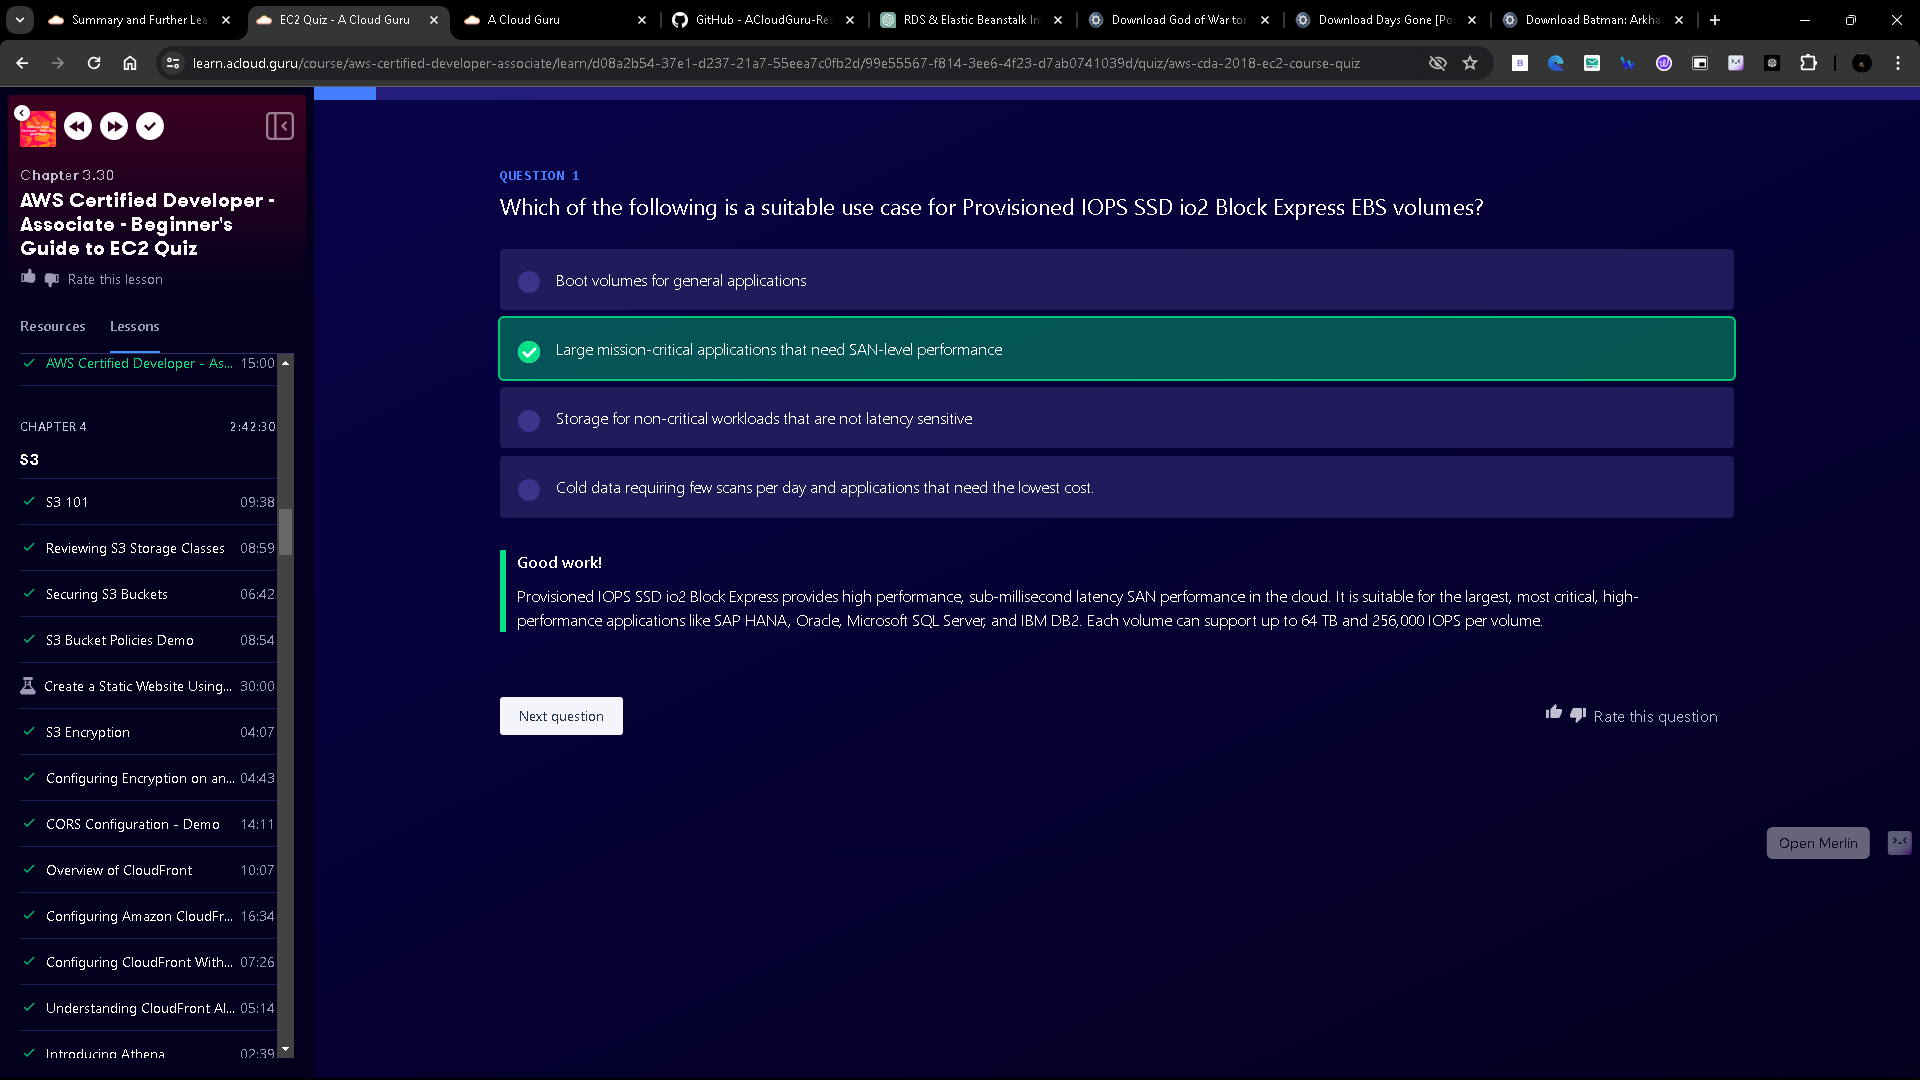 Summary and Further Lea
EC2 Quiz - A Cloud Guru
A Cloud Guru
GitHub - ACloudGuru-Res
RDS & Elastic Beanstalk In
Download God of War tor
Download Days Gone [Po
Download Batman: Arkha
learn.acloud.guru/course/aws-certified-developer-associate/learn/d08a2b54-37e1-d237-21a7-55eea7c0fb2d/99e55567-f814-3ee6-4f23-d7ab0741039d/quiz/aws-cda-2018-ec2-course-quiz
Chapter 3.30
AWS Certified Developer -
Associate - Beginner's
Guide to EC2 Quiz
Rate this lesson
Resources Lessons
AWS Certified Developer - As... 15:00
CHAPTER 4 2:42:30
S3
S3 101 09:38
Reviewing S3 Storage Classes 08:59
Securing S3 Buckets 06:42
S3 Bucket Policies Demo 08:54
Create a Static Website Using... 30:00
S3 Encryption 04:07
Configuring Encryption on an... 04:43
CORS Configuration - Demo 14:11
Overview of CloudFront 10:07
Configuring Amazon CloudFr... 16:34
Configuring CloudFront With... 07:26
Understanding CloudFront Al... 05:14
Introducing Athena 02:39
QUESTION 1
Which of the following is a suitable use case for Provisioned IOPS SSD io2 Block Express EBS volumes?
Boot volumes for general applications
Large mission-critical applications that need SAN-level performance
Storage for non-critical workloads that are not latency sensitive
Cold data requiring few scans per day and applications that need the lowest cost.
Good work!
Provisioned IOPS SSD io2 Block Express provides high performance, sub-millisecond latency SAN performance in the cloud. It is suitable for the largest, most critical, high-
performance applications like SAP HANA, Oracle, Microsoft SQL Server, and IBM DB2. Each volume can support up to 64 TB and 256,000 IOPS per volume.
Next question
Rate this question
Open Merlin